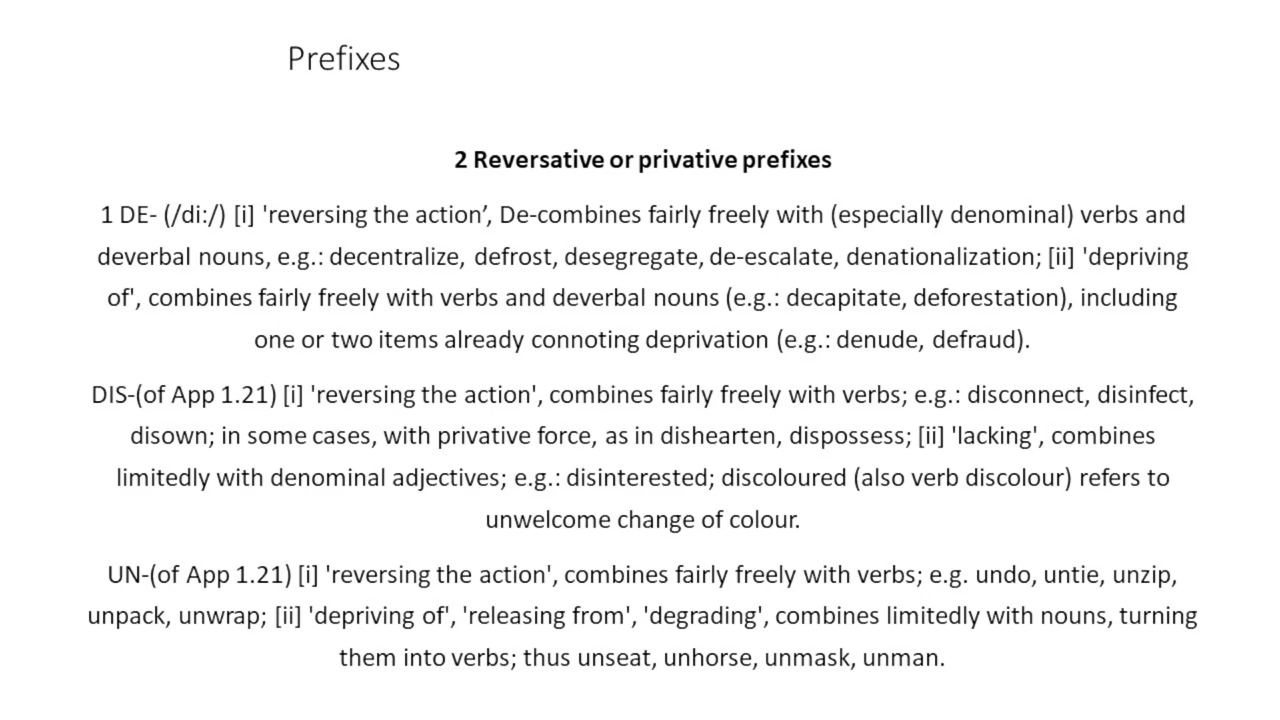 Prefixes
2 Reversative or privative prefixes
1 DE- (/di:/) [i] 'reversing the action’, De-combines fairly freely with (especially denominal) verbs and
deverbal nouns, e.g.: decentralize, defrost, desegregate, de-escalate, denationalization; [ii] 'depriving
of', combines fairly freely with verbs and deverbal nouns (e.g.: decapitate, deforestation), including
one or two items already connoting deprivation (e.g.: denude, defraud).
DIS-(of App 1.21) [i] 'reversing the action', combines fairly freely with verbs; e.g.: disconnect, disinfect,
disown; in some cases, with privative force, as in dishearten, dispossess; [ii] 'lacking', combines
limitedly with denominal adjectives; e.g.: disinterested; discoloured (also verb discolour) refers to
unwelcome change of colour.
UN-(of App 1.21) [i] 'reversing the action', combines fairly freely with verbs; e.g. undo, untie, unzip,
unpack, unwrap; [ii] 'depriving of', 'releasing from', 'degrading', combines limitedly with nouns, turning
them into verbs; thus unseat, unhorse, unmask, unman.